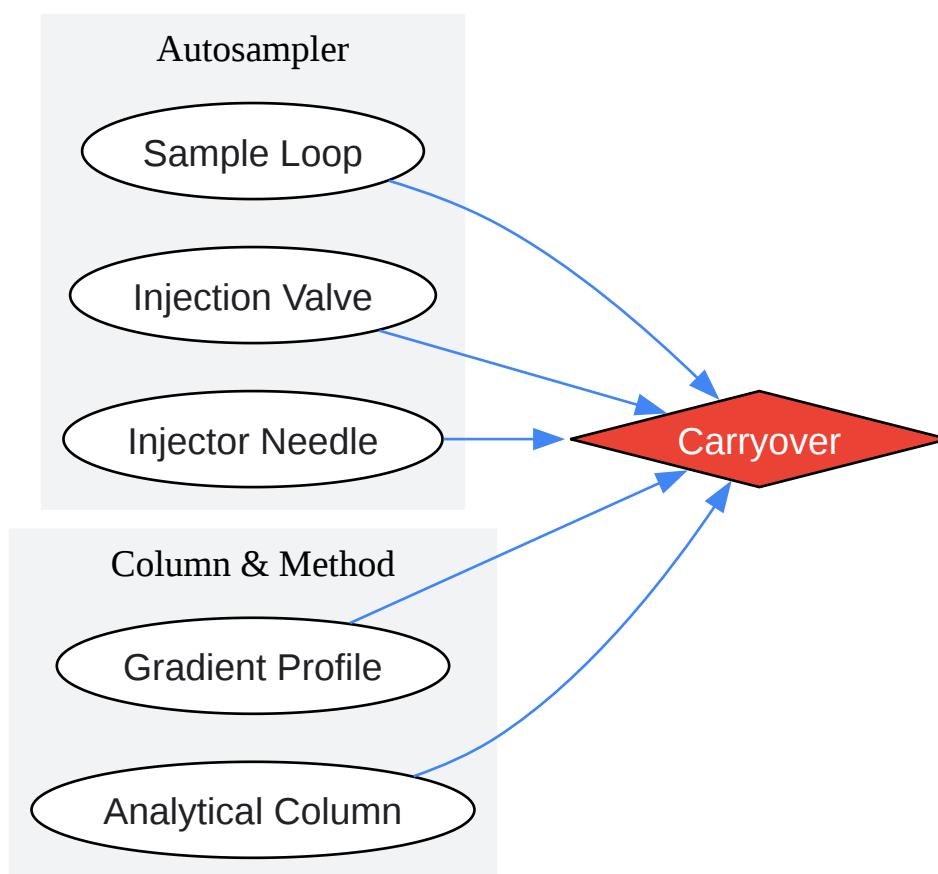 Autosampler
Sample Loop
Injection Valve
Injector Needle
Carryover
Column & Method
Gradient Profile
Analytical Column